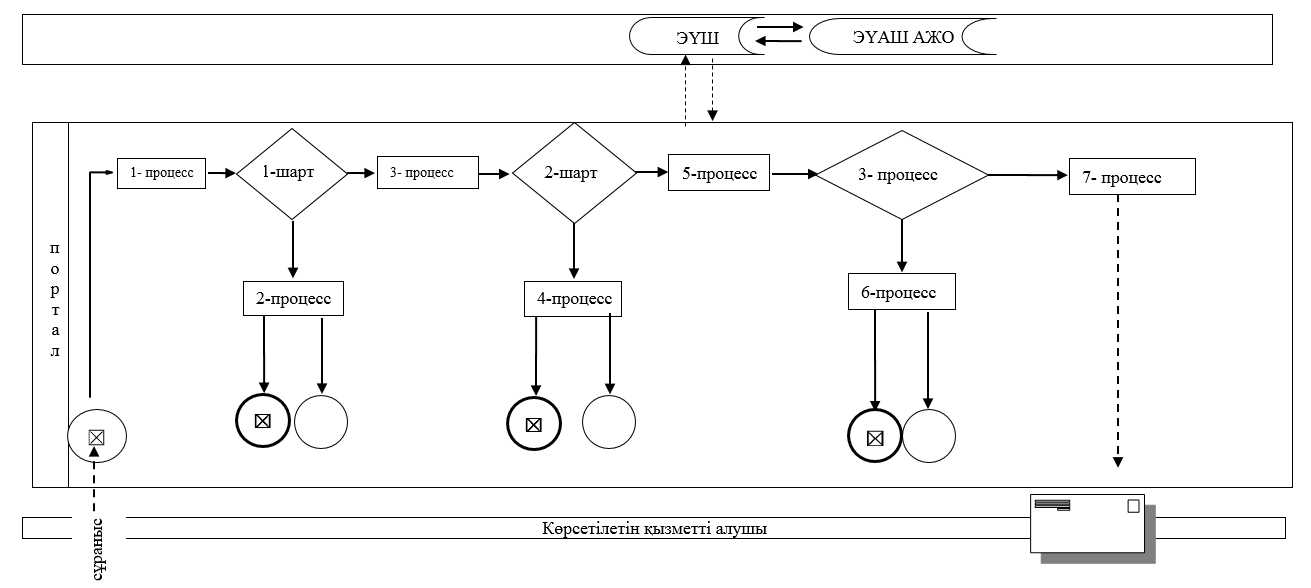 ЭҮШ
ЭҮАШ АЖО
портал
1- процесс
1-шарт
3- процесс
2-шарт
5-процесс
3- процесс
7- процесс
2-процесс
4-процесс
6-процесс
сұраныс
Көрсетілетін қызметті алушы